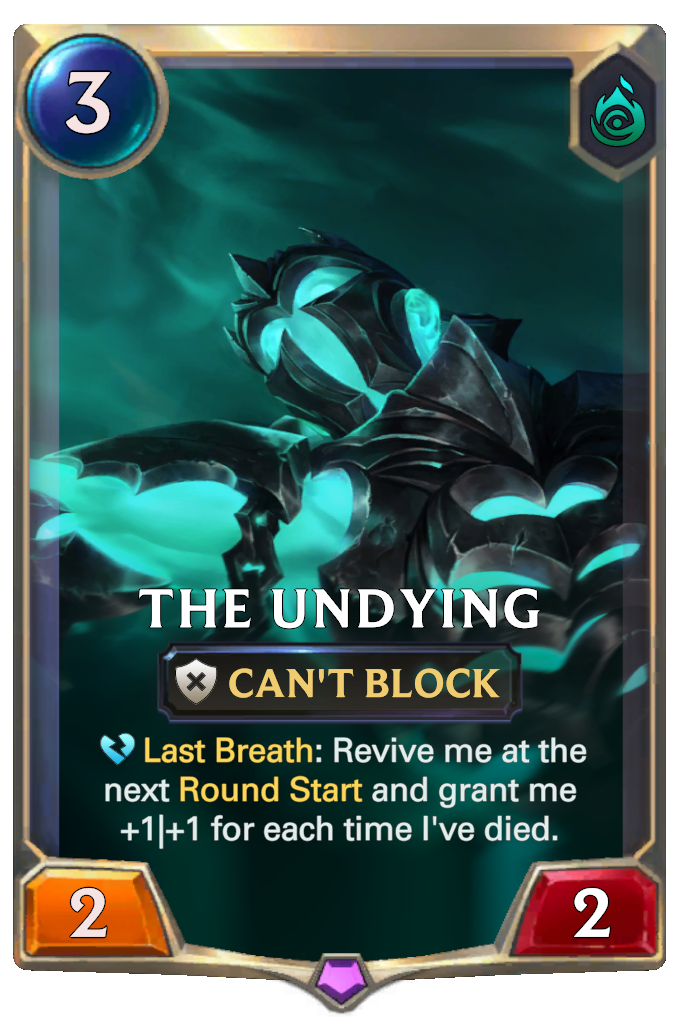 3
THE UNDYING
CAN'T BLOCK
Last Breath: Revive me at the
next Round Start and grant me
+1|+1 for each time I've died.
2
2